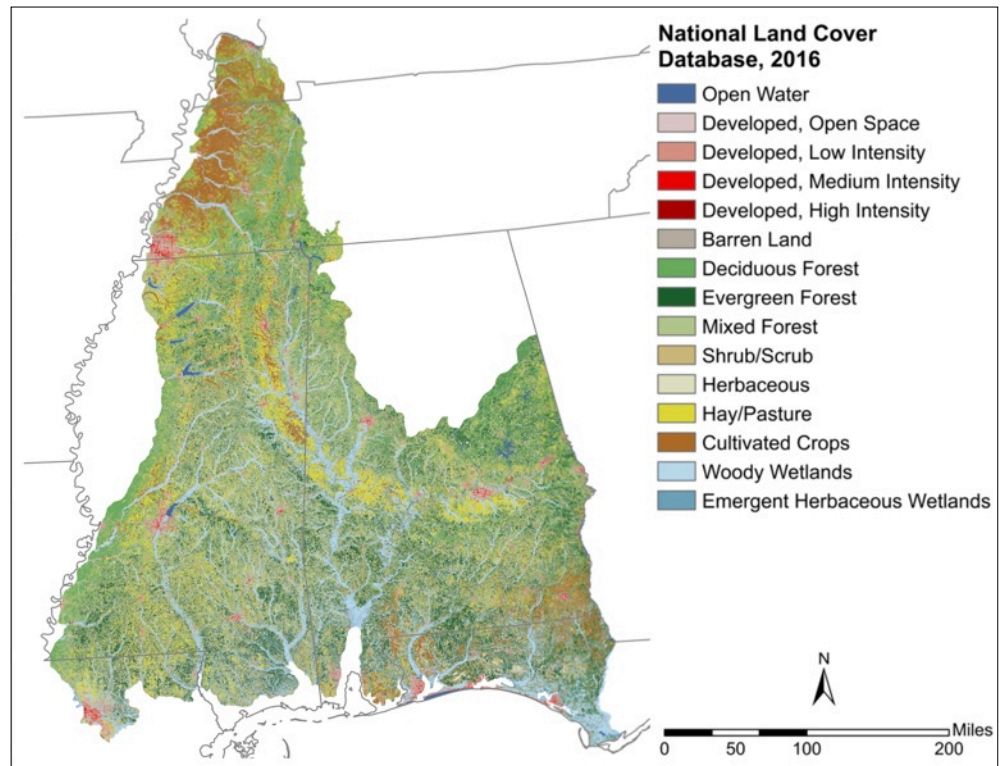 National Land Cover
Database, 2016
Open Water
Developed, Open Space
Developed, Low Intensity
Developed, Medium Intensity
Developed, High Intensity
Barren Land
Deciduous Forest
Evergreen Forest
Mixed Forest
Shrub/Scrub
Herbaceous
Hay/Pasture
Cultivated Crops
Woody Wetlands
Emergent Herbaceous Wetlands
N
Miles
0 50 100 200